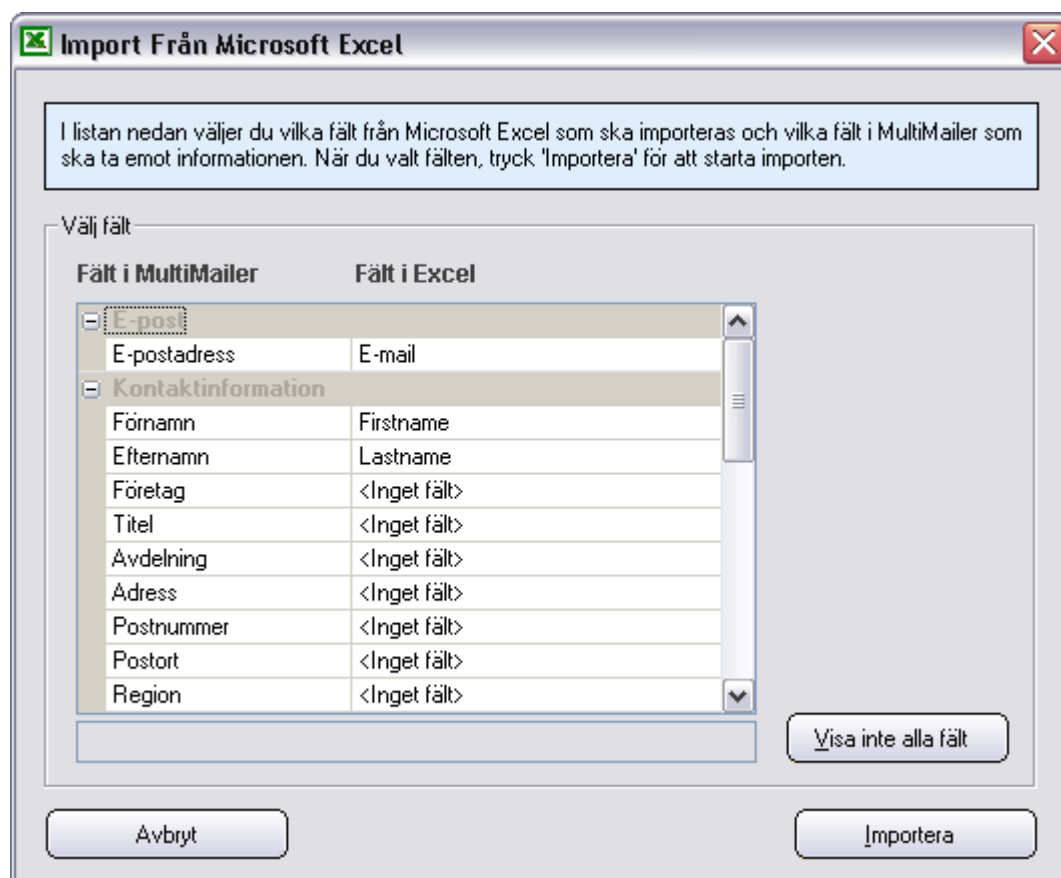 Import Från Microsoft Excel
I listan nedan väljer du vilka fält från Microsoft Excel som ska importeras och vilka fält i MultiMailer som
ska ta emot informationen. När du valt fälten, tryck 'Importera' för att starta importen.
Välj fält
Fält i MultiMailer Fält i Excel
E-post
E-postadress E-mail
Kontaktinformation
Förnamn Firstname
Efternamn Lastname
Företag <Inget fält>
Titel <Inget fält>
Avdelning <Inget fält>
Adress <Inget fält>
Postnummer <Inget fält>
Postort <Inget fält>
Region <Inget fält>
Visa inte alla fält
Avbryt Importera